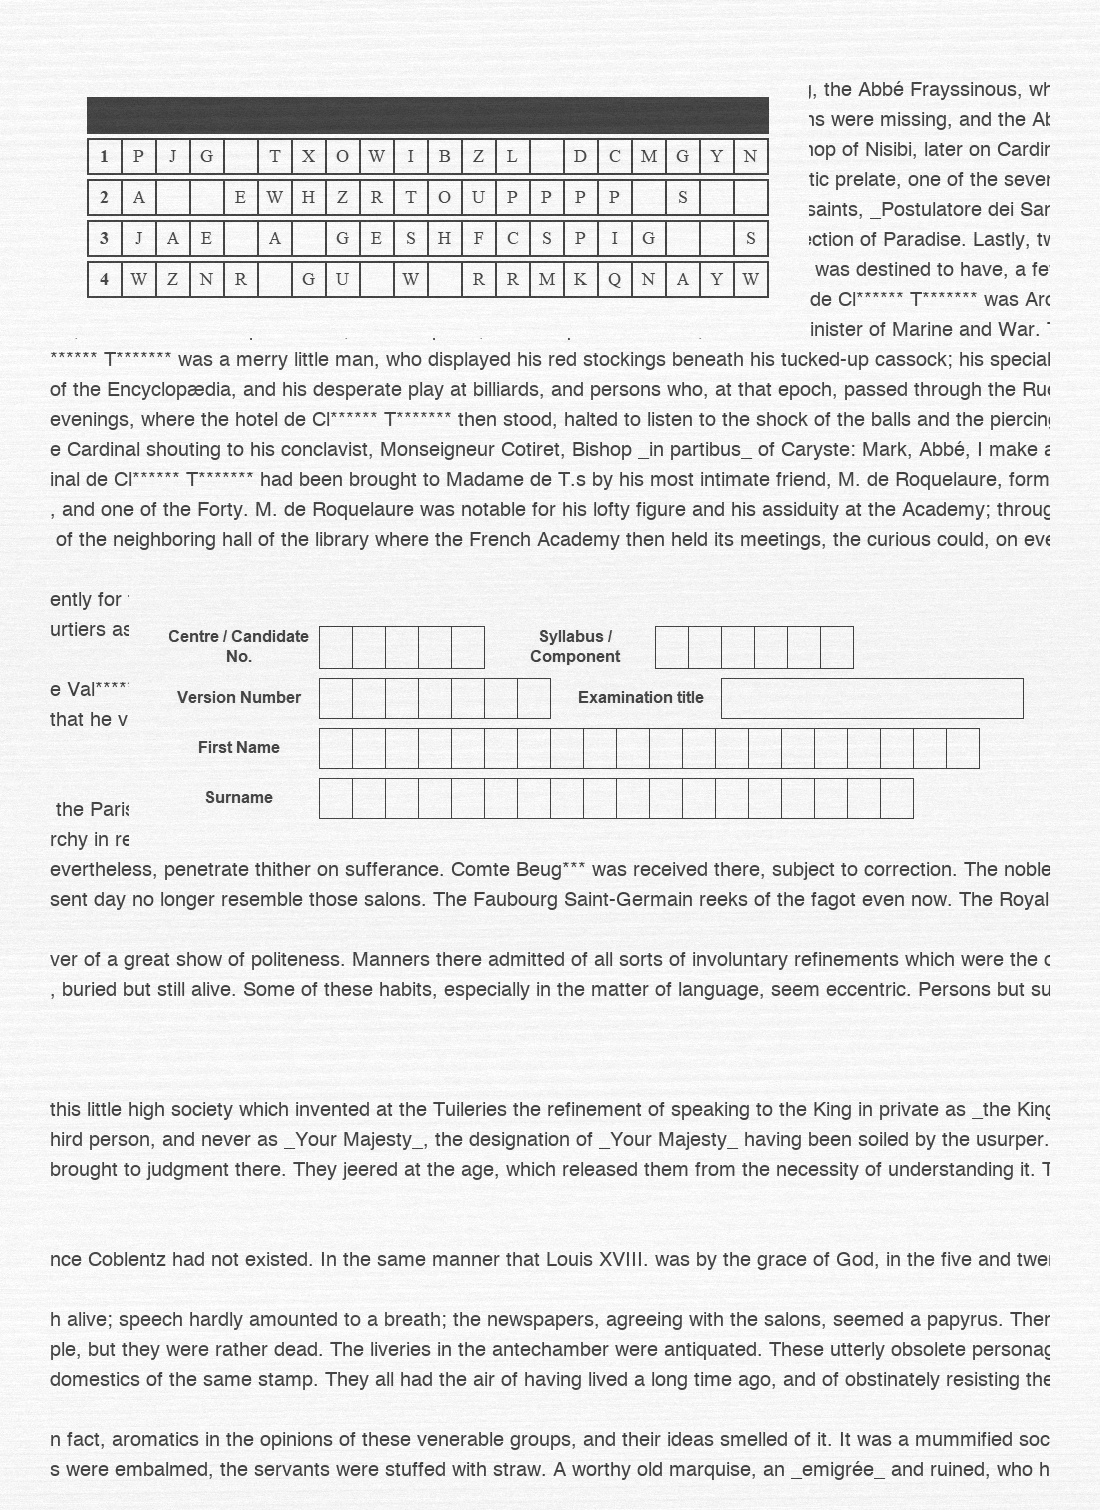 , the Abbé Frayssinous, wh
ns were missing, and the Ab
1 P J G T X O W I B Z L D C M G Y N
hop of Nisibi, later on Cardin
tic prelate, one of the seven
2 A E W H Z R T O U P P P P S
saints, _Postulatore dei San
3 J A E A G E S H F C S P I G S
ection of Paradise. Lastly, tw
was destined to have, a few
4 W Z N R G U W R R M K Q N A Y W
de Cl****** T******* was Arc
inister of Marine and War.
****** T******* was a merry little man, who displayed his red stockings beneath his tucked-up cassock; his special
of the Encyclopædia, and his desperate play at billiards, and persons who, at that epoch, passed through the Rue
evenings, where the hotel de Cl****** T******* then stood, halted to listen to the shock of the balls and the piercing
e Cardinal shouting to his conclavist, Monseigneur Cotiret, Bishop _in partibus_ of Caryste: Mark, Abbé, I make a
inal de Cl****** T******* had been brought to Madame de T.s by his most intimate friend, M. de Roquelaure, form
, and one of the Forty. M. de Roquelaure was notable for his lofty figure and his assiduity at the Academy; throug
of the neighboring hall of the library where the French Academy then held its meetings, the curious could, on eve
ently for
urtiers as
Centre / Candidate No.
Syllabus / Component
e Val****
Version Number
Examination title
that he v
First Name
Surname
the Paris
rchy in re
evertheless, penetrate thither on sufferance. Comte Beug*** was received there, subject to correction. The noble
sent day no longer resemble those salons. The Faubourg Saint-Germain reeks of the fagot even now. The Royal
ver of a great show of politeness. Manners there admitted of all sorts of involuntary refinements which were the o
, buried but still alive. Some of these habits, especially in the matter of language, seem eccentric. Persons but su
this little high society which invented at the Tuileries the refinement of speaking to the King in private as _the King
hird person, and never as _Your Majesty_, the designation of _Your Majesty_ having been soiled by the usurper.
brought to judgment there. They jeered at the age, which released them from the necessity of understanding it. T
nce Coblentz had not existed. In the same manner that Louis XVIII. was by the grace of God, in the five and twen
h alive; speech hardly amounted to a breath; the newspapers, agreeing with the salons, seemed a papyrus. Ther
ple, but they were rather dead. The liveries in the antechamber were antiquated. These utterly obsolete personag
domestics of the same stamp. They all had the air of having lived a long time ago, and of obstinately resisting the
n fact, aromatics in the opinions of these venerable groups, and their ideas smelled of it. It was a mummified soc
s were embalmed, the servants were stuffed with straw. A worthy old marquise, an _emigrée_ and ruined, who h